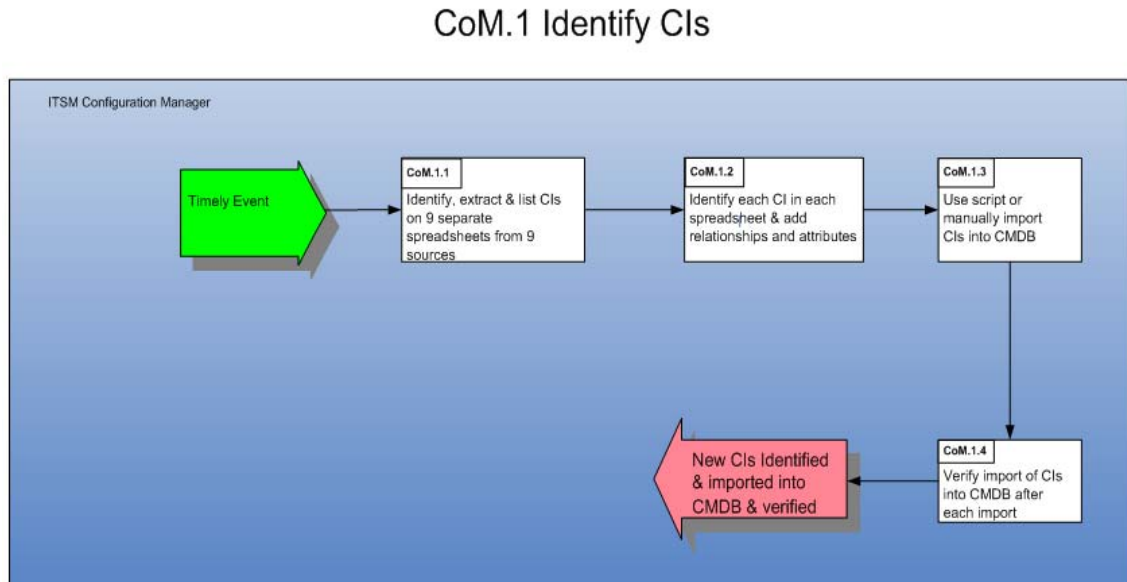 CoM.1 Identify CIs
ITSM Configuration Manager
Timely Event
CoM.1.1
Identify, extract & list CIs
on 9 separate
spreadsheets from 9
sources
CoM.1.2
Identify each CI in each
spreadsheet & add
relationships and attributes
CoM.1.3
Use script or
manually import
CIs into CMDB
New CIs Identified
& imported into
CMDB & verified
CoM.1.4
Verify import of CIs
into CMDB after
each import